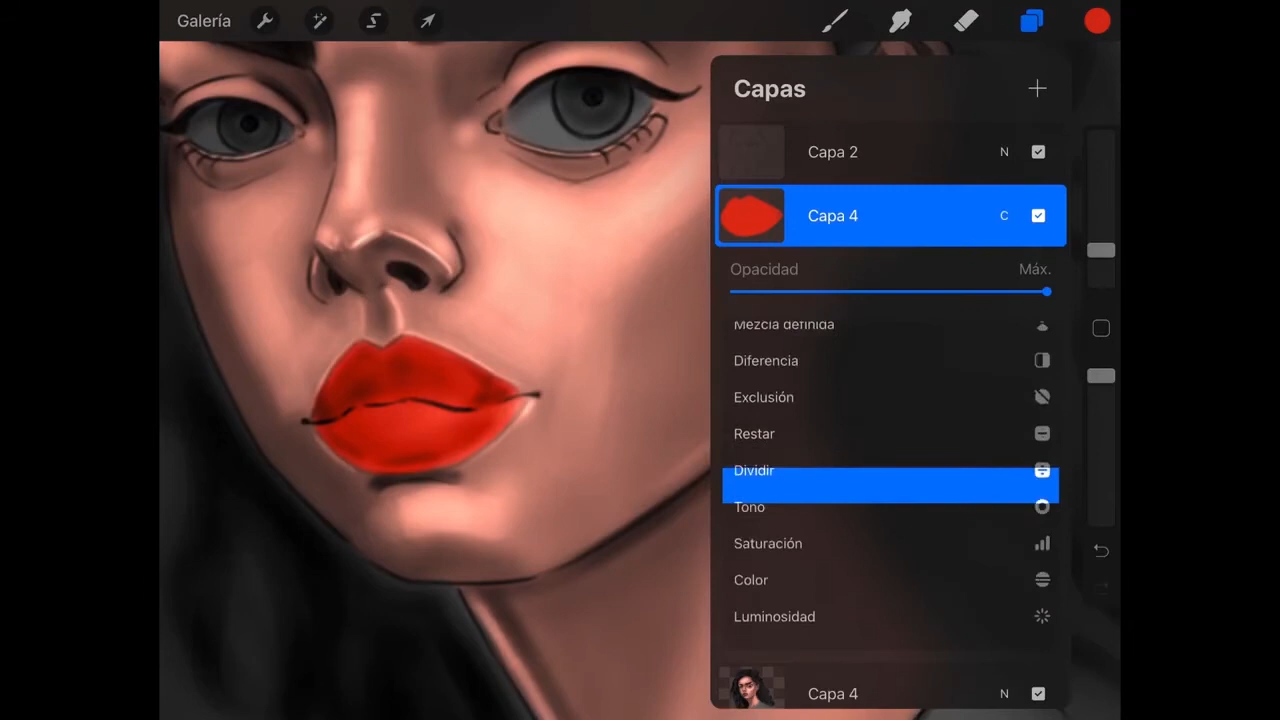 Galería
Capas
Capa 2 N
Capa 4 C
Opacidad Máx.
Mezcla definida
Diferencia
Exclusión
Restar
Dividir
Tono
Saturación
Color
Luminosidad
Capa 4 N